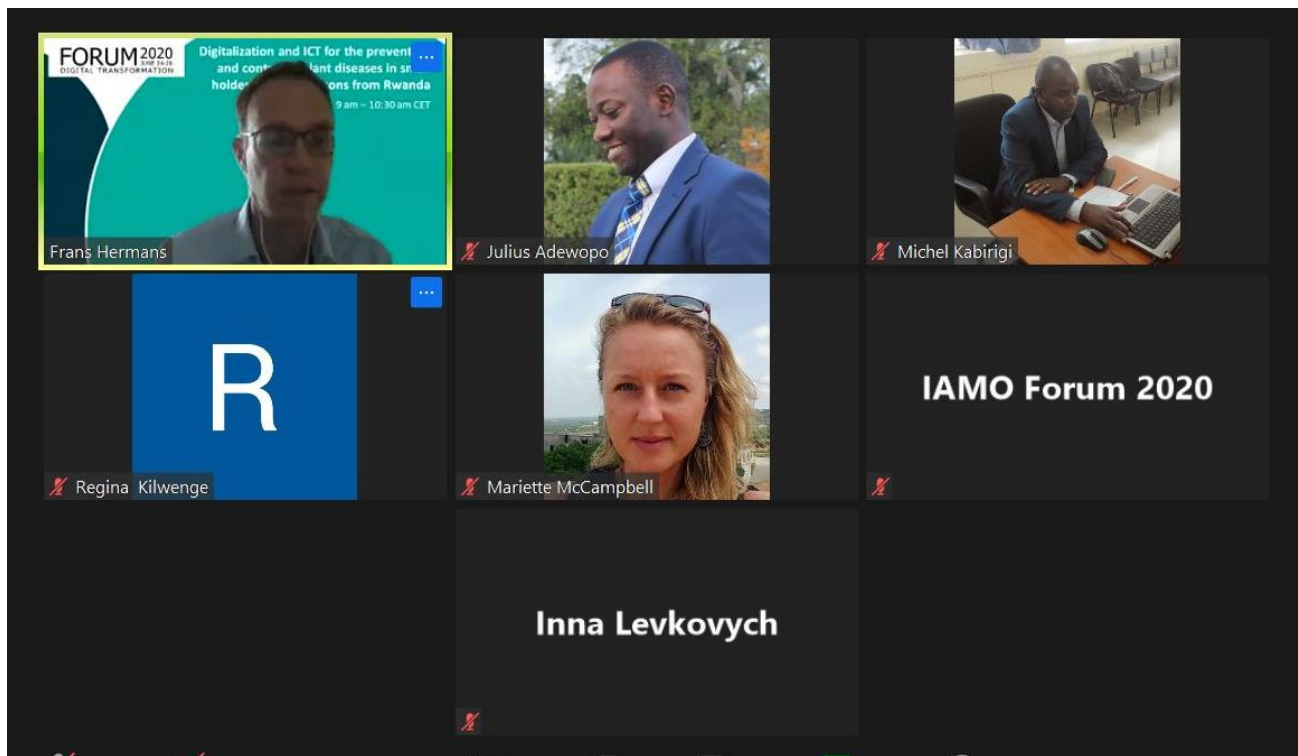 FORUM 2020
JUNE 24-26
DIGITAL TRANSFORMATION
Digitalization and ICT for the prevent
and cont lant diseases in sm
holde ons from Rwanda
9 am – 10:30 am CET
Frans Hermans
Julius Adewopo
Michel Kabirigi
R
Regina Kilwenge
Mariette McCampbell
IAMO Forum 2020
Inna Levkovych